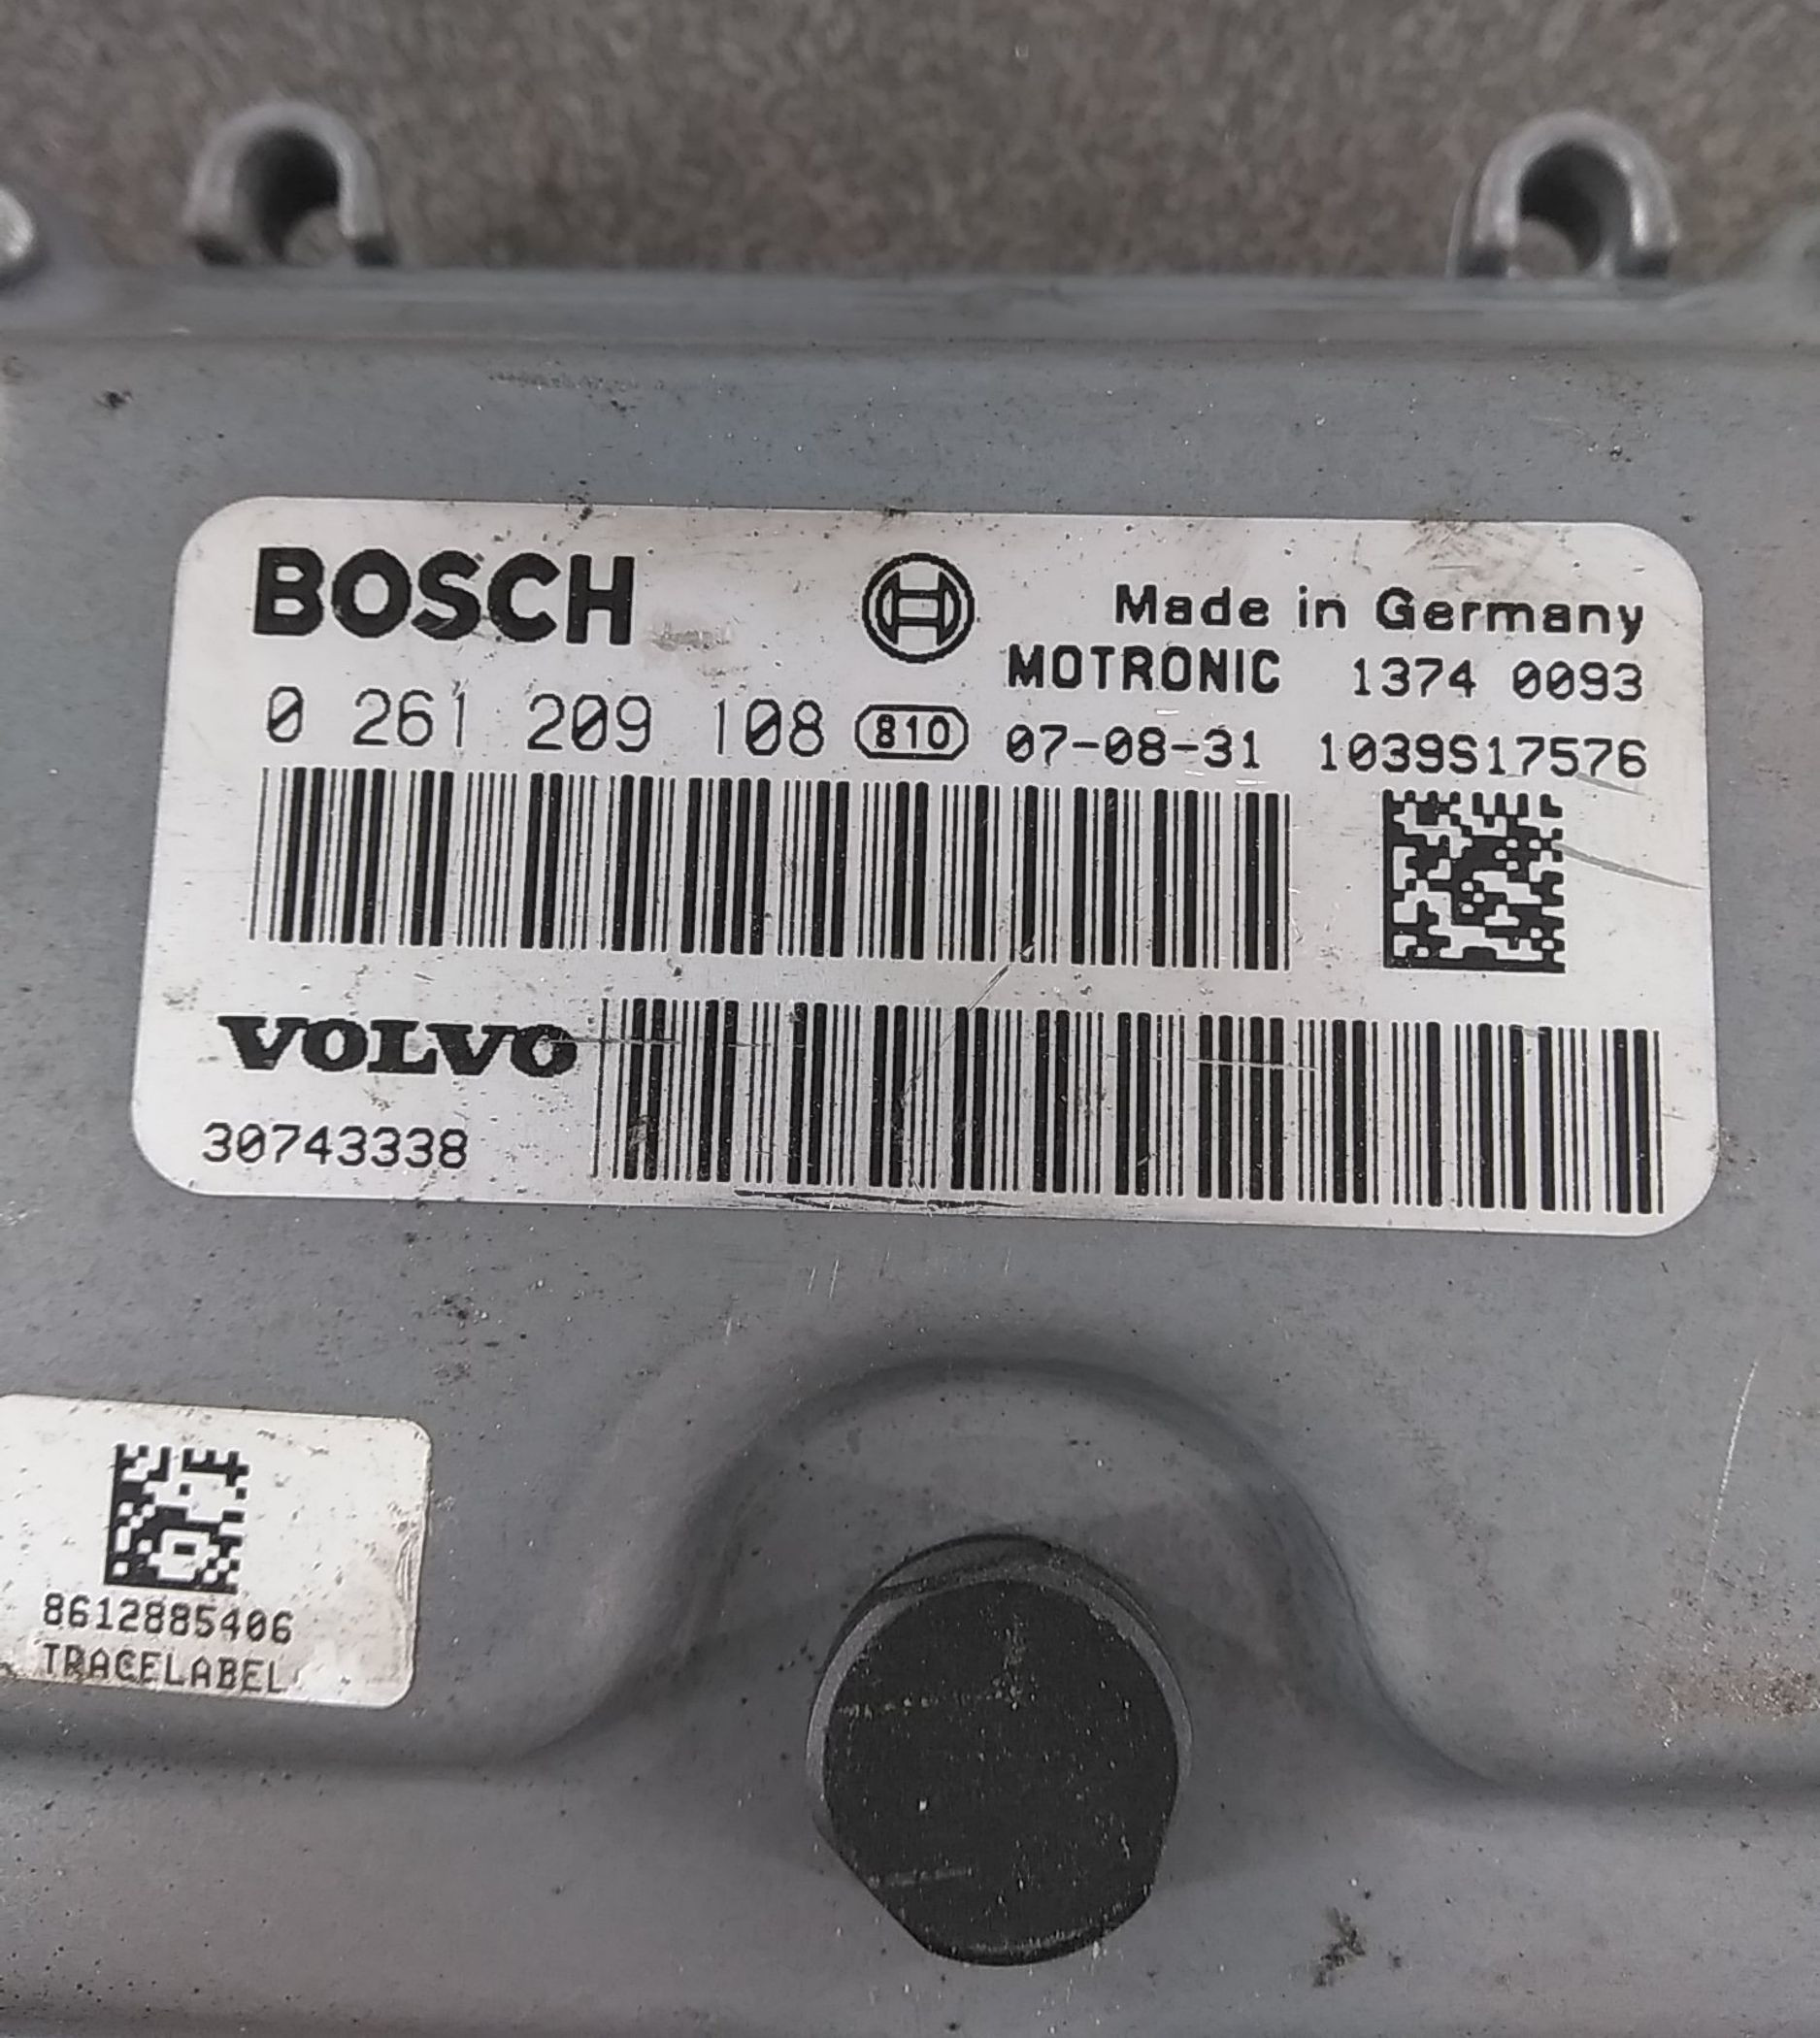 BOSCH Made in Germany
MOTRONIC 1374 0093
0 261 209 108 810 07-08-31 1039S17576
VOLVO
30743338
8612885406
TRACELABEL